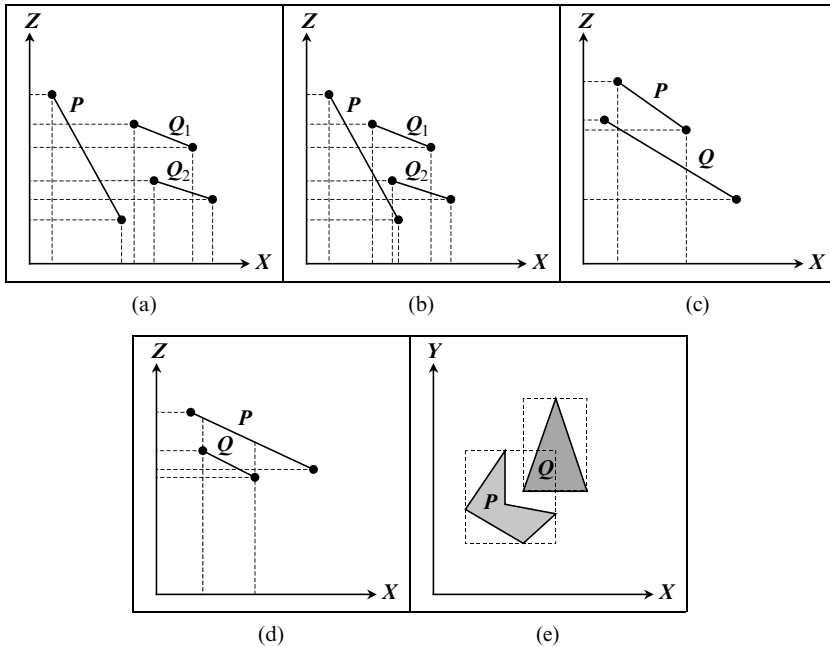 Z Z Z
P Q1 Q2 P Q1 Q2 P Q
X X X
(a) (b) (c)
Z Y
P Q Q P
X X
(d) (e)